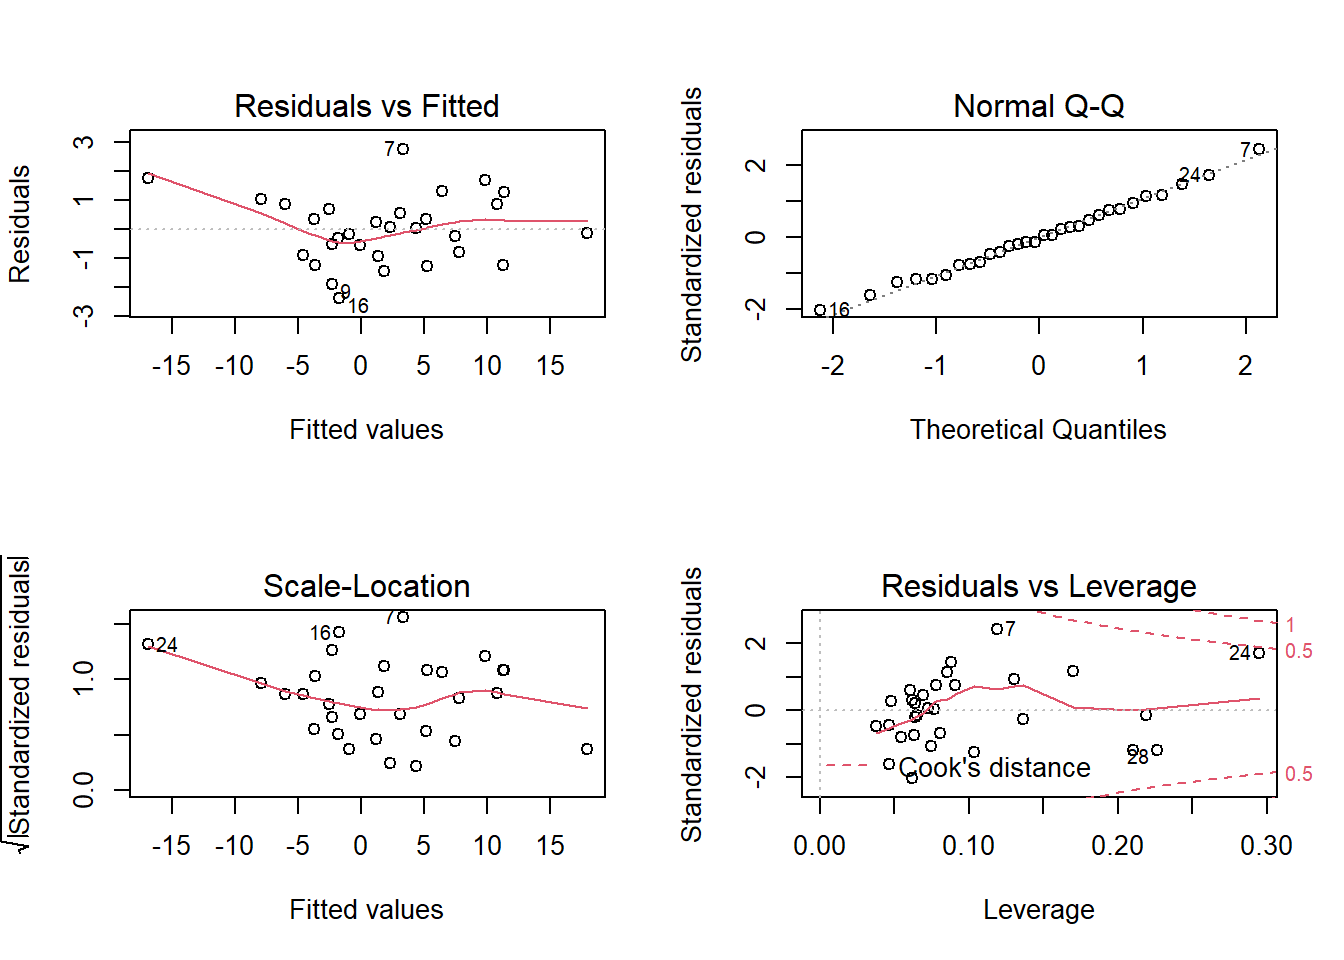 Residuals vs Fitted
Residuals
3
1
-1
-3
7
9
16
-15 -10 -5 0 5 10 15
Fitted values
Normal Q-Q
Standardized residuals
2
0
-2
7
24
16
-2 -1 0 1 2
Theoretical Quantiles
Scale-Location
√|Standardized residuals|
1.0
0.0
7
16
24
-15 -10 -5 0 5 10 15
Fitted values
Residuals vs Leverage
Standardized residuals
2
0
-2
7
1
0.5
24
28
Cook's distance
0.5
0.00 0.10 0.20 0.30
Leverage